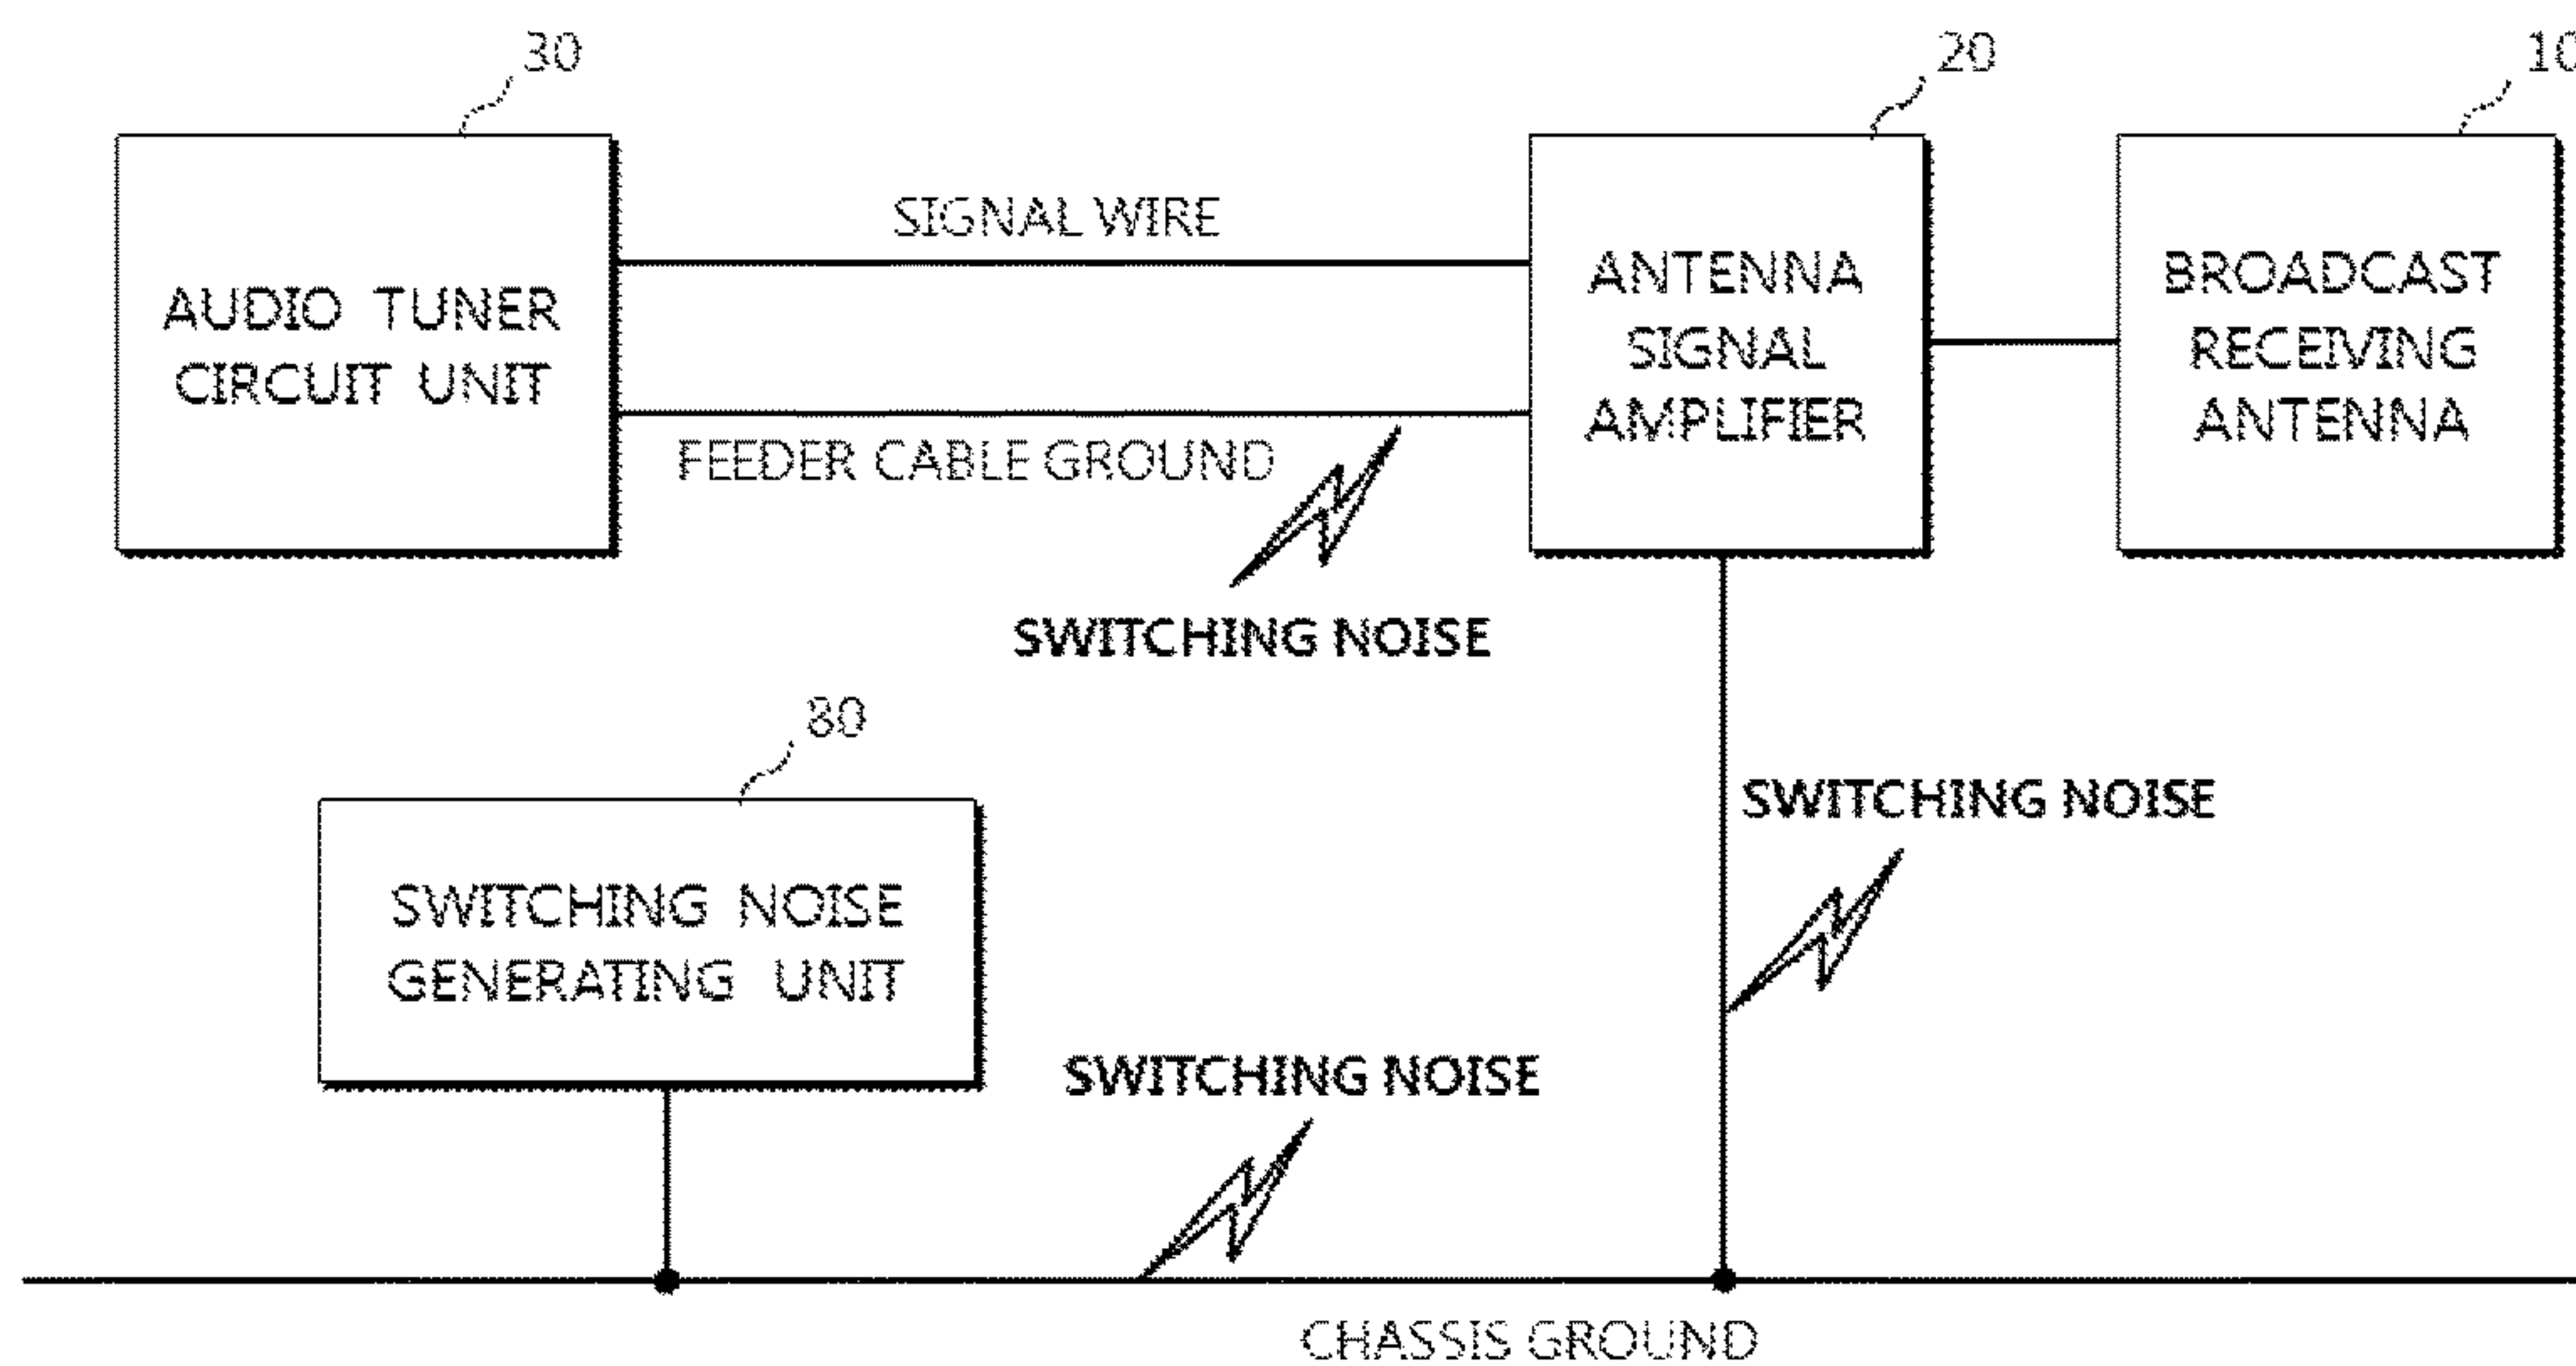 30
20
10
SIGNAL WIRE
AUDIO TUNER
CIRCUIT UNIT
ANTENNA
SIGNAL
AMPLIFIER
BROADCAST
RECEIVING
ANTENNA
FEEDER CABLE GROUND
SWITCHING NOISE
80
SWITCHING NOISE
SWITCHING NOISE
GENERATING UNIT
SWITCHING NOISE
CHASSIS GROUND